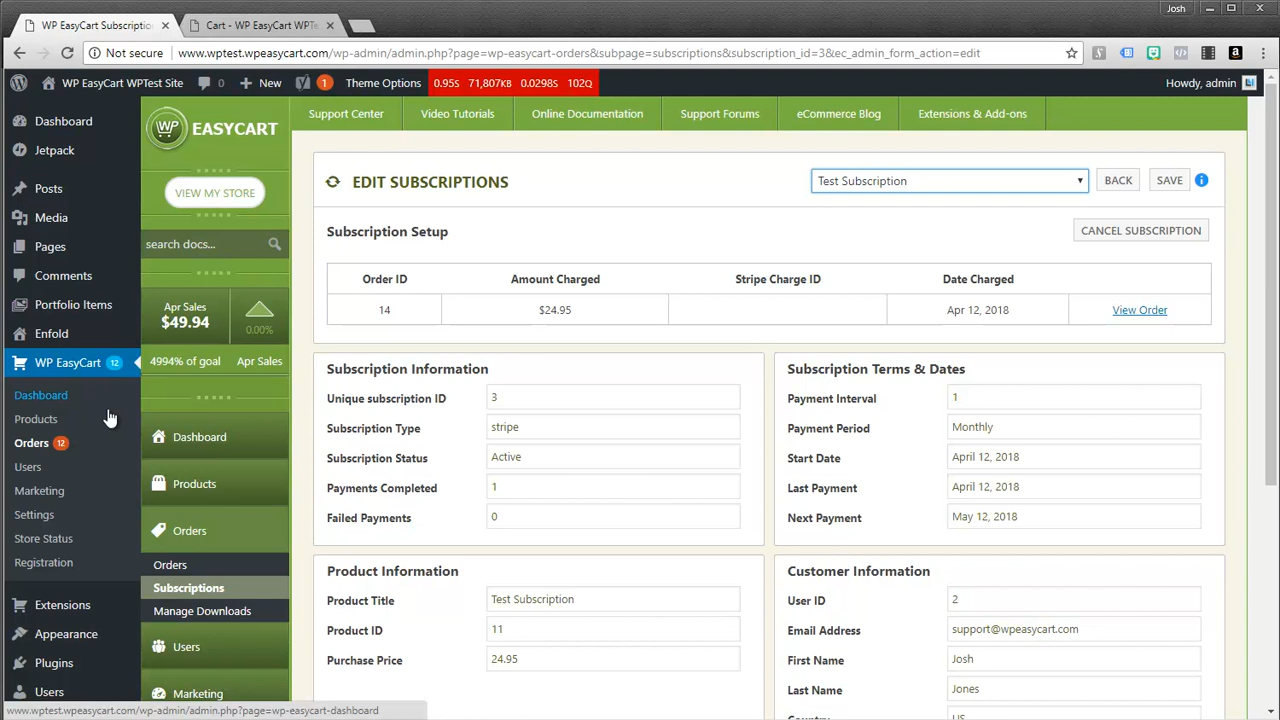 Josh
WP EasyCart Subscription
Cart - WP EasyCart WPTe
Not secure www.wptest.wpeasycart.com/wp-admin/admin.php?page=wp-easycart-orders&subpage=subscriptions&subscription_id=3&ec_admin_form_action=edit
WP EasyCart WPTest Site 0 New 1 Theme Options 0.95S 71,807KB 0.0298S 102Q Howdy, admin
Dashboard
Jetpack
Posts
Media
Pages
Comments
Portfolio Items
Enfold
WP EasyCart 12
Dashboard
Products
Orders 12
Users
Marketing
Settings
Store Status
Registration
Extensions
Appearance
Plugins
Users
WP EASYCART
VIEW MY STORE
search docs...
Apr Sales
$49.94
0.00%
4994% of goal Apr Sales
Dashboard
Products
Orders
Orders
Subscriptions
Manage Downloads
Users
Marketing
Support Center Video Tutorials Online Documentation Support Forums eCommerce Blog Extensions & Add-ons
EDIT SUBSCRIPTIONS Test Subscription BACK SAVE
Subscription Setup CANCEL SUBSCRIPTION
Order ID Amount Charged Stripe Charge ID Date Charged
14 $24.95 Apr 12, 2018 View Order
Subscription Information
Unique subscription ID 3
Subscription Type stripe
Subscription Status Active
Payments Completed 1
Failed Payments 0
Subscription Terms & Dates
Payment Interval 1
Payment Period Monthly
Start Date April 12, 2018
Last Payment April 12, 2018
Next Payment May 12, 2018
Product Information
Product Title Test Subscription
Product ID 11
Purchase Price 24.95
Customer Information
User ID 2
Email Address support@wpeasycart.com
First Name Josh
Last Name Jones
Country US
www.wptest.wpeasycart.com/wp-admin/admin.php?page=wp-easycart-dashboard